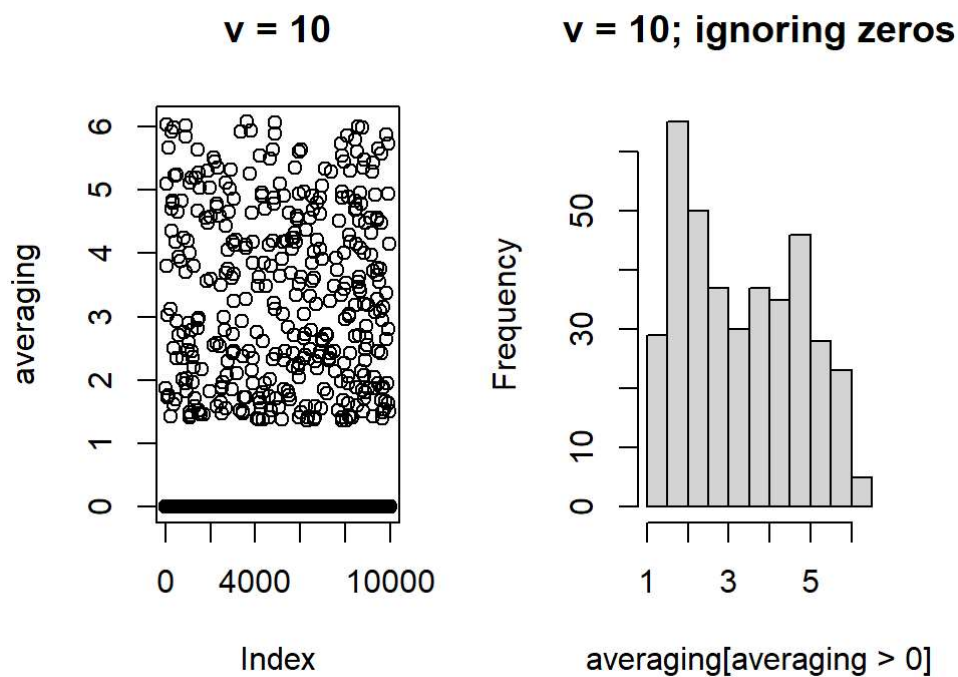 v = 10
averaging
6
5
4
3
2
1
0
0 4000 10000
Index
v = 10; ignoring zeros
Frequency
50
30
10
0
1 3 5
averaging[averaging > 0]